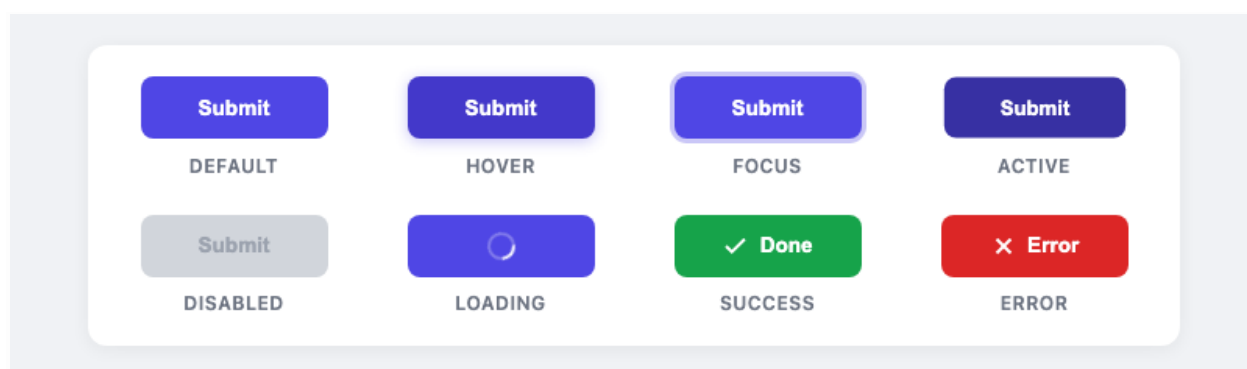 Submit
Submit
Submit
Submit
DEFAULT
HOVER
FOCUS
ACTIVE
Submit
Done
Error
DISABLED
LOADING
SUCCESS
ERROR